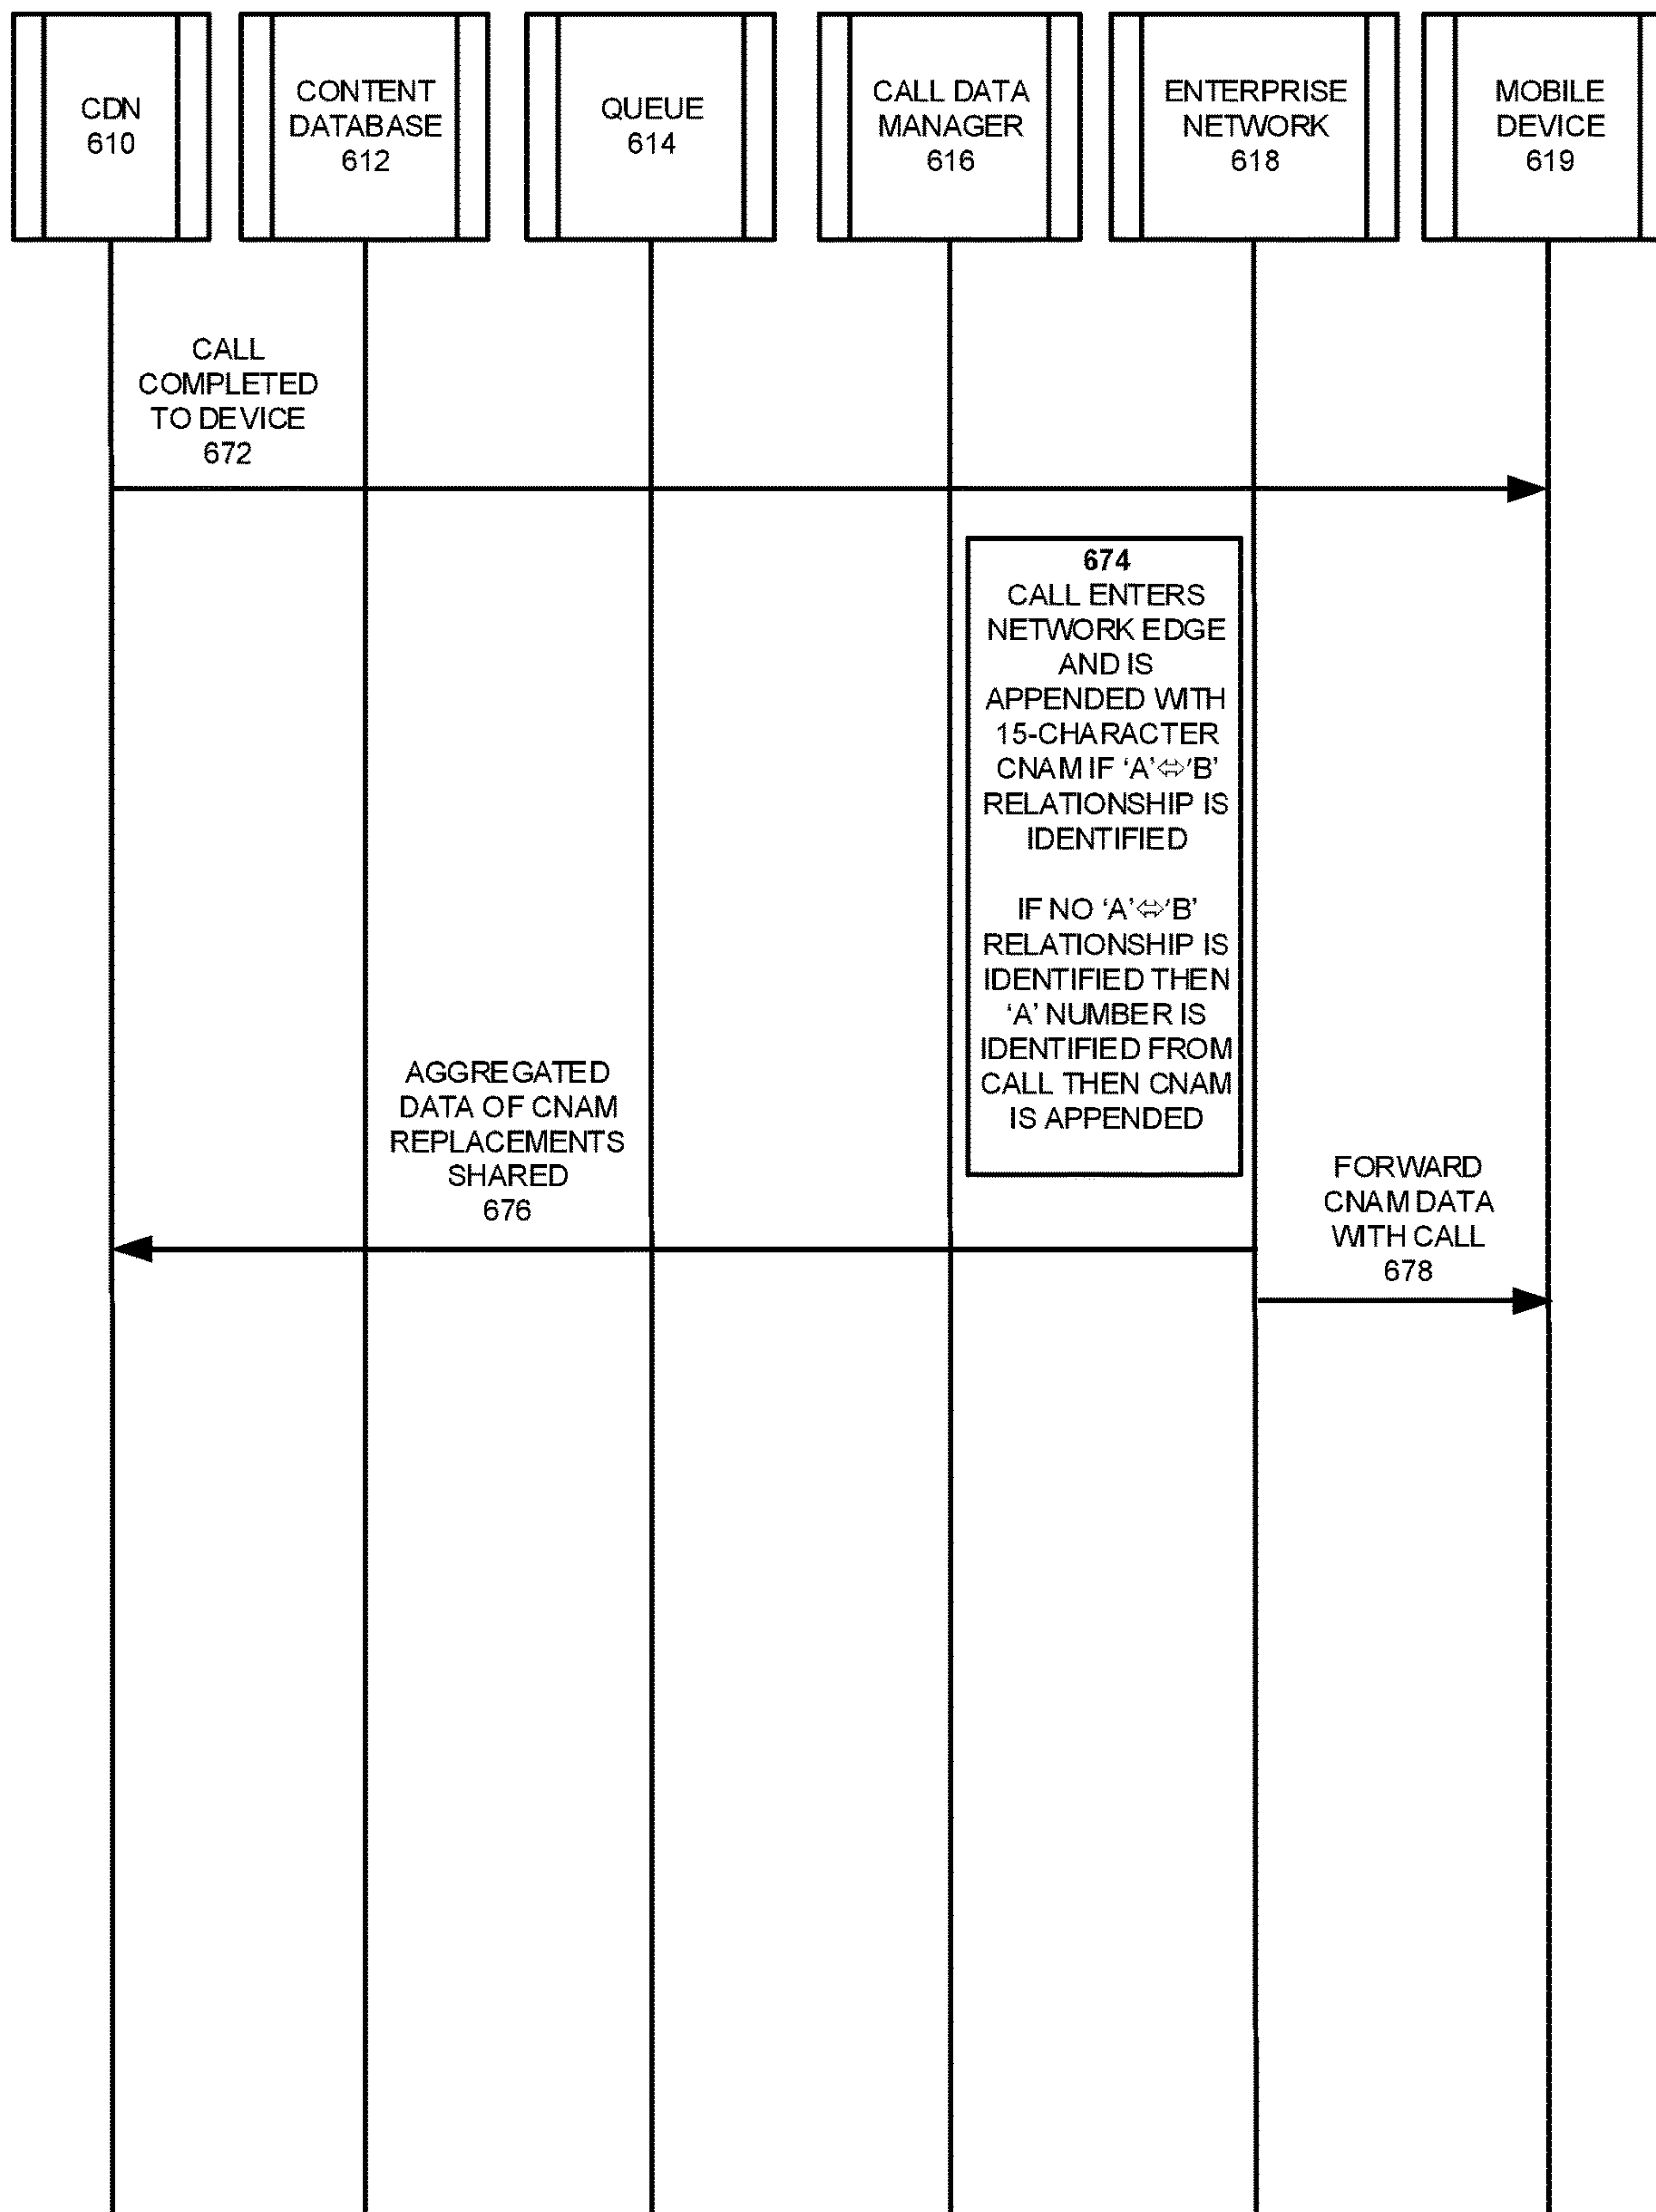 CDN
610
CONTENT
DATABASE
612
QUEUE
614
CALL DATA
MANAGER
616
ENTERPRISE
NETWORK
618
MOBILE
DEVICE
619
CALL
COMPLETED
TO DEVICE
672
674
CALL ENTERS
NETWORK EDGE
AND IS
APPENDED WITH
15-CHARACTER
CNAM IF ‘A’⇔’B’
RELATIONSHIP IS
IDENTIFIED
IF NO ‘A’⇔’B’
RELATIONSHIP IS
IDENTIFIED THEN
‘A’ NUMBER IS
IDENTIFIED FROM
CALL THEN CNAM
IS APPENDED
AGGREGATED
DATA OF CNAM
REPLACEMENTS
SHARED
676
FORWARD
CNAM DATA
WITH CALL
678